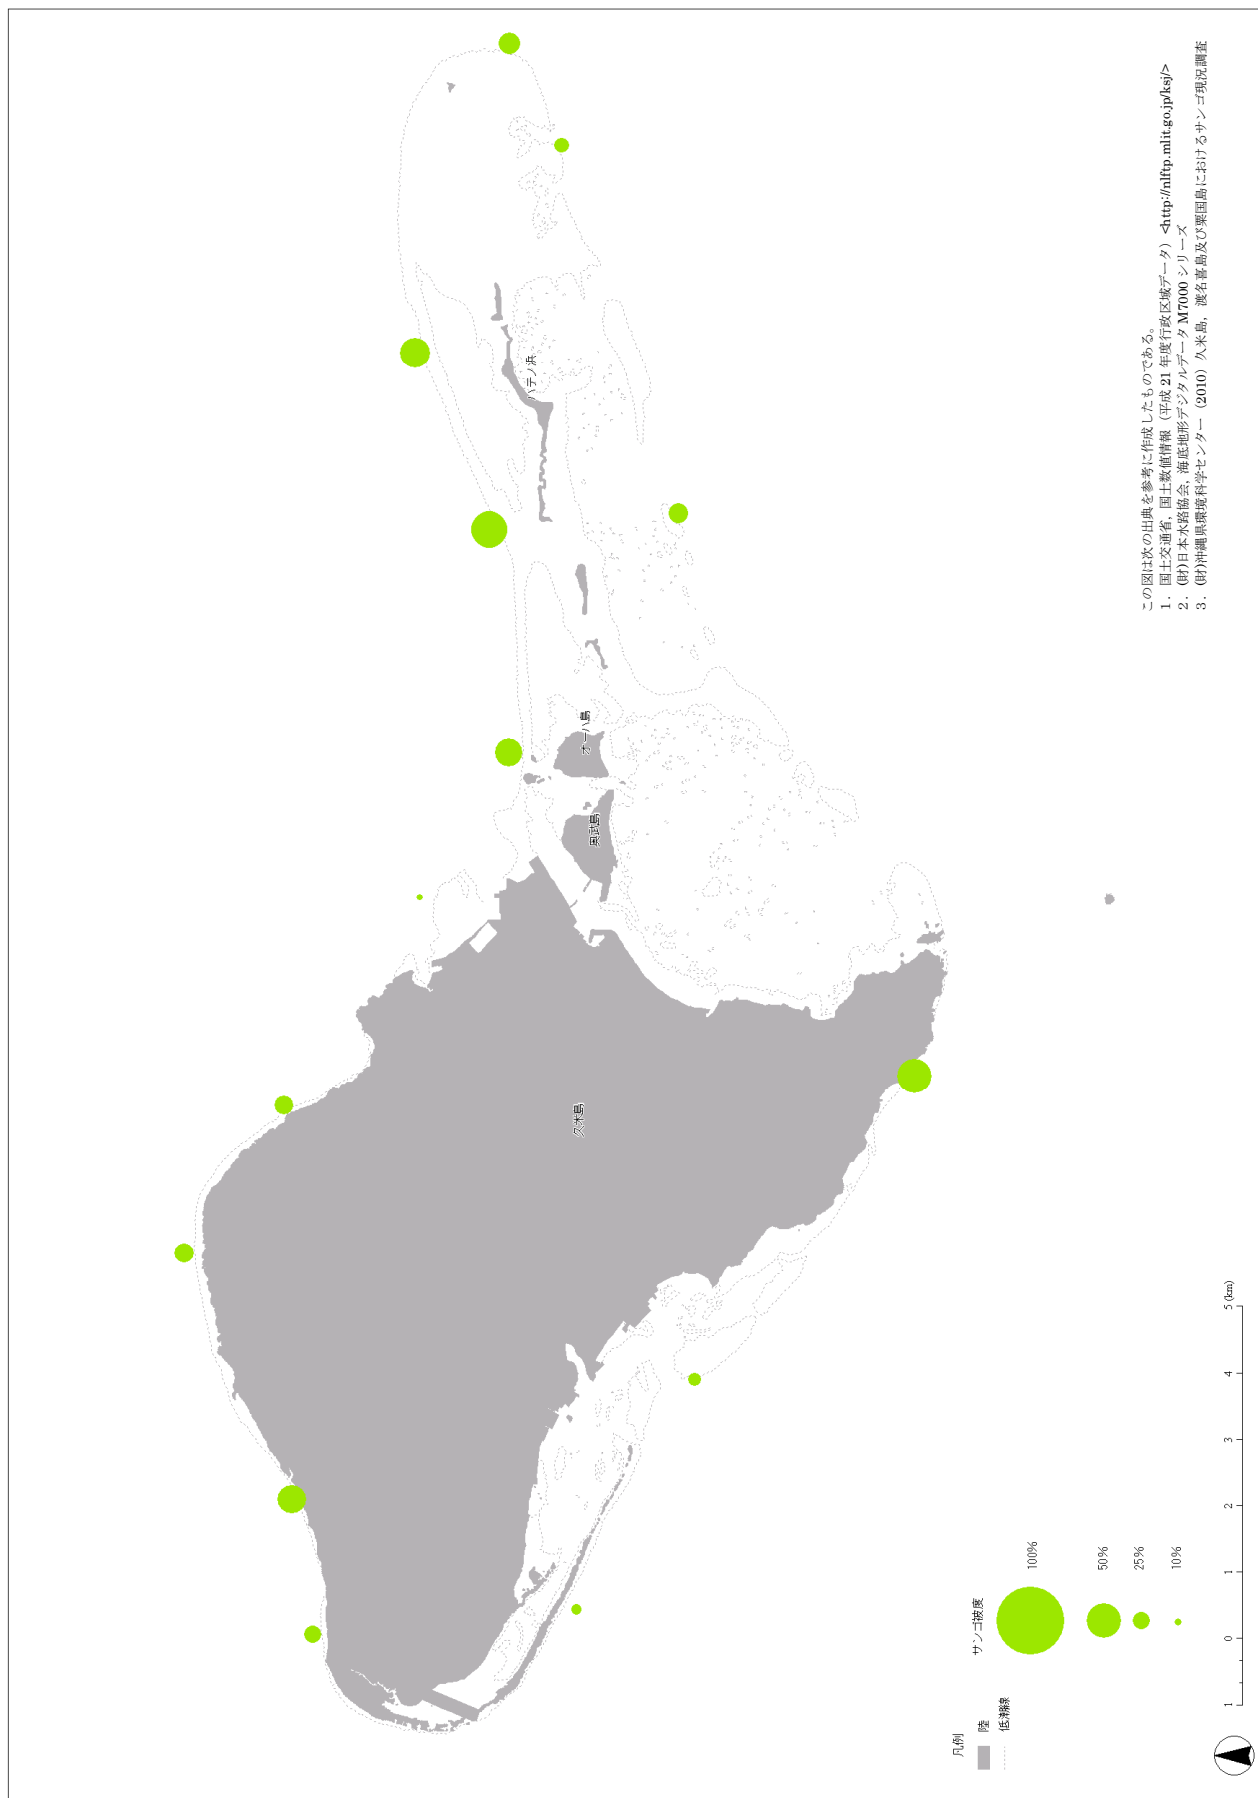 ハテノ浜
オーハ島
奥武島
久米島
この図は次の出典を参考に作成したものである。
1. 国土交通省, 国土数値情報（平成 21 年度行政区域データ）<http://nlftp.mlit.go.jp/ksj/>
2. (財)日本水路協会, 海底地形デジタルデータ M7000 シリーズ
3. (財)沖縄県環境科学センター（2010）久米島, 渡名喜島及び粟国島におけるサンゴ現況調査
凡例
陸
低潮線
サンゴ被度
100%
50%
25%
10%
1 0 1 2 3 4 5 (km)